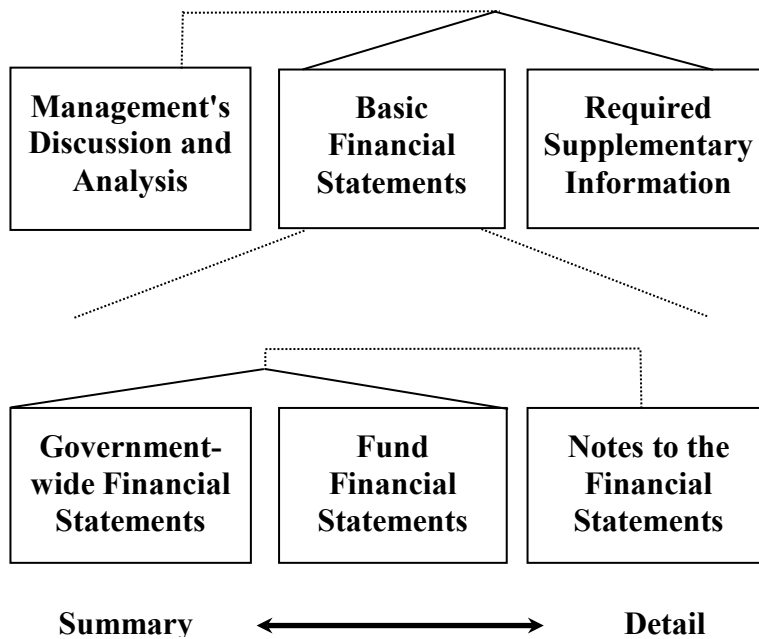 Management's
Discussion and
Analysis
Basic
Financial
Statements
Required
Supplementary
Information
Government-
wide Financial
Statements
Fund
Financial
Statements
Notes to the
Financial
Statements
Summary
Detail